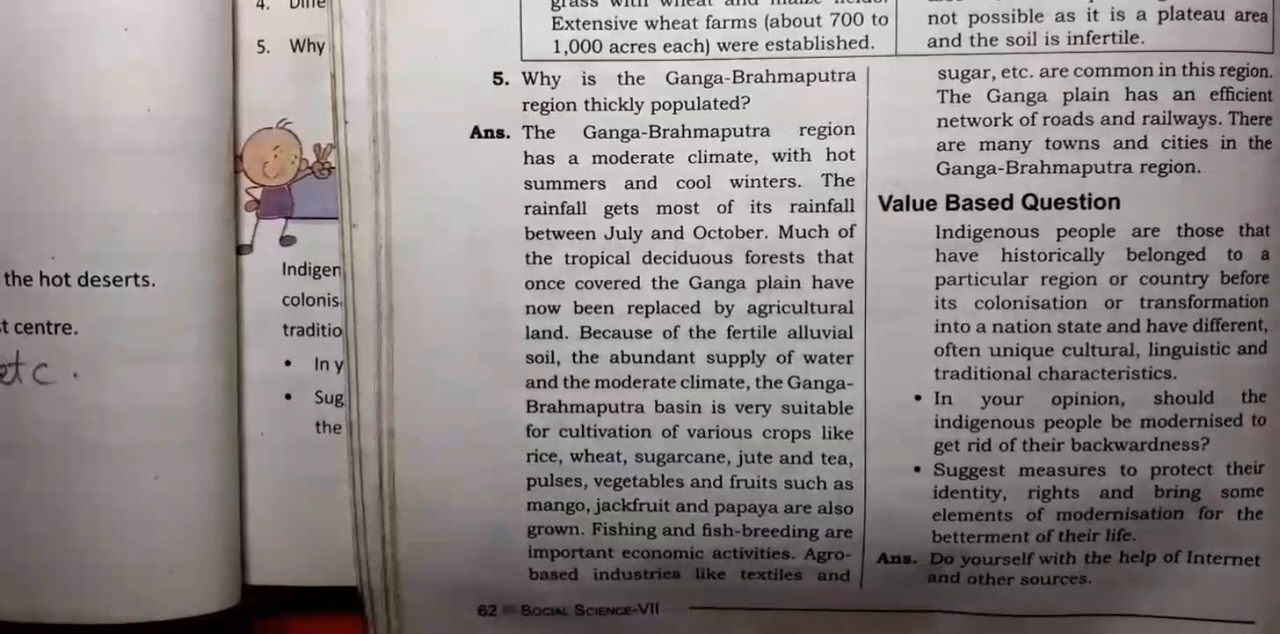 the hot deserts.
t centre.
etc.
4.
5. Why
Indigen
colonis
traditio
• In y
• Sug
the
grass with wheat and maize fields.
Extensive wheat farms (about 700 to
1,000 acres each) were established.
not possible as it is a plateau area
and the soil is infertile.
5. Why is the Ganga-Brahmaputra
region thickly populated?
Ans. The Ganga-Brahmaputra region
has a moderate climate, with hot
summers and cool winters. The
rainfall gets most of its rainfall
between July and October. Much of
the tropical deciduous forests that
once covered the Ganga plain have
now been replaced by agricultural
land. Because of the fertile alluvial
soil, the abundant supply of water
and the moderate climate, the Ganga-
Brahmaputra basin is very suitable
for cultivation of various crops like
rice, wheat, sugarcane, jute and tea,
pulses, vegetables and fruits such as
mango, jackfruit and papaya are also
grown. Fishing and fish-breeding are
important economic activities. Agro-
based industries like textiles and
sugar, etc. are common in this region.
The Ganga plain has an efficient
network of roads and railways. There
are many towns and cities in the
Ganga-Brahmaputra region.
Value Based Question
Indigenous people are those that
have historically belonged to a
particular region or country before
its colonisation or transformation
into a nation state and have different,
often unique cultural, linguistic and
traditional characteristics.
• In your opinion, should the
indigenous people be modernised to
get rid of their backwardness?
• Suggest measures to protect their
identity, rights and bring some
elements of modernisation for the
betterment of their life.
Ans. Do yourself with the help of Internet
and other sources.
62 SOCIAL SCIENCE-VII